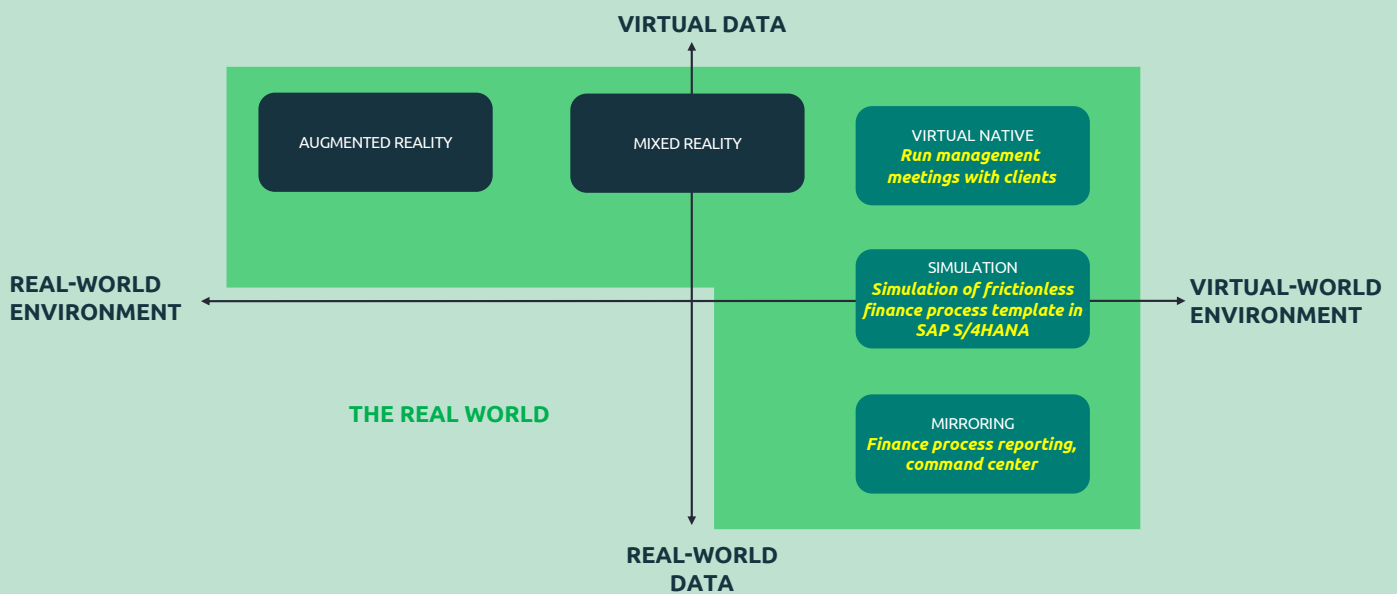 VIRTUAL DATA
AUGMENTED REALITY
MIXED REALITY
VIRTUAL NATIVE
Run management
meetings with clients
REAL-WORLD
ENVIRONMENT
SIMULATION
Simulation of frictionless
finance process template in
SAP S/4HANA
VIRTUAL-WORLD
ENVIRONMENT
THE REAL WORLD
MIRRORING
Finance process reporting,
command center
REAL-WORLD
DATA